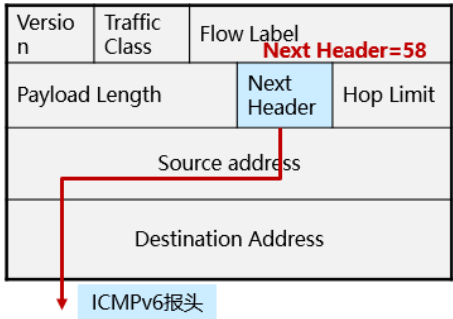 Versio
n
Traffic
Class
Flow Label
Next Header=58
Payload Length
Next
Header
Hop Limit
Source address
Destination Address
ICMPv6报头